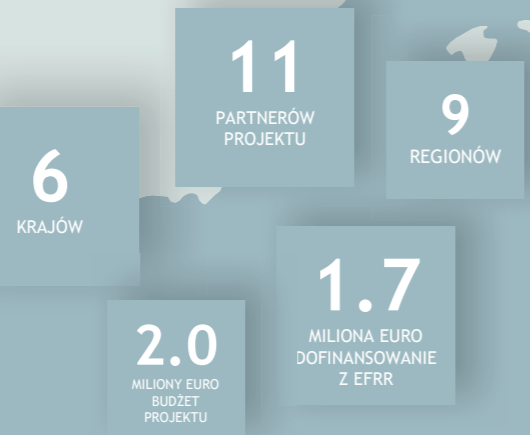 11
PARTNERÓW
PROJEKTU
9
REGIONÓW
6
KRAJÓW
1.7
MILIONA EURO
DOFINANSOWANIE
Z EFRR
2.0
MILIONY EURO
BUDŻET
PROJEKTU